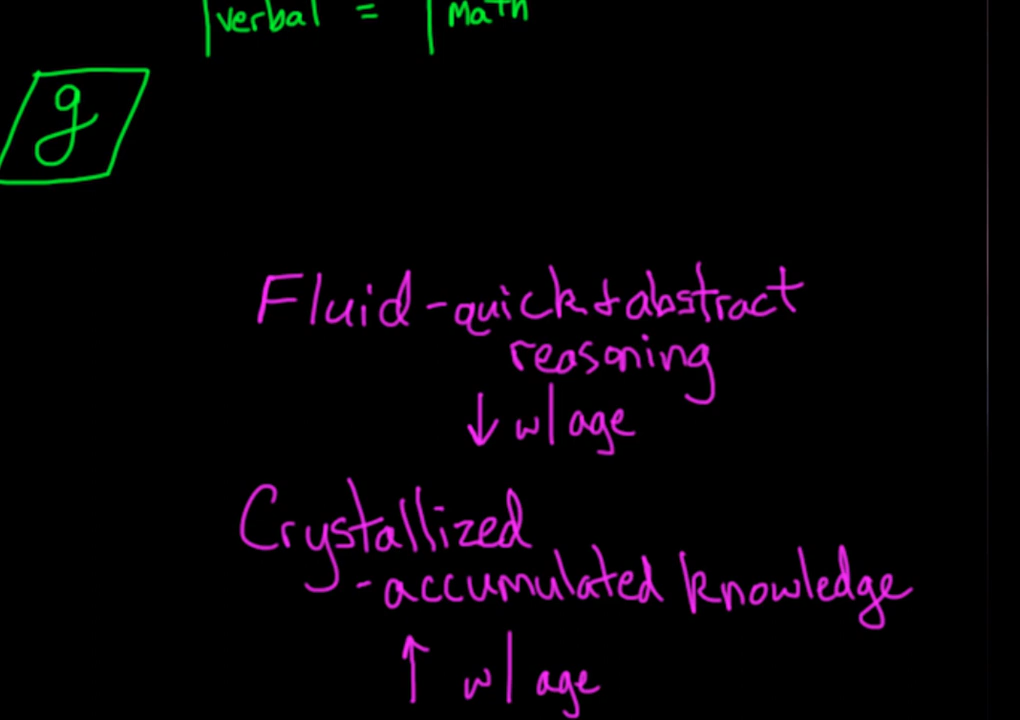 verbal = Math
g
Fluid - quick & abstract
reasoning
↓ w/ age
Crystallized
- accumulated knowledge
↑ w/ age